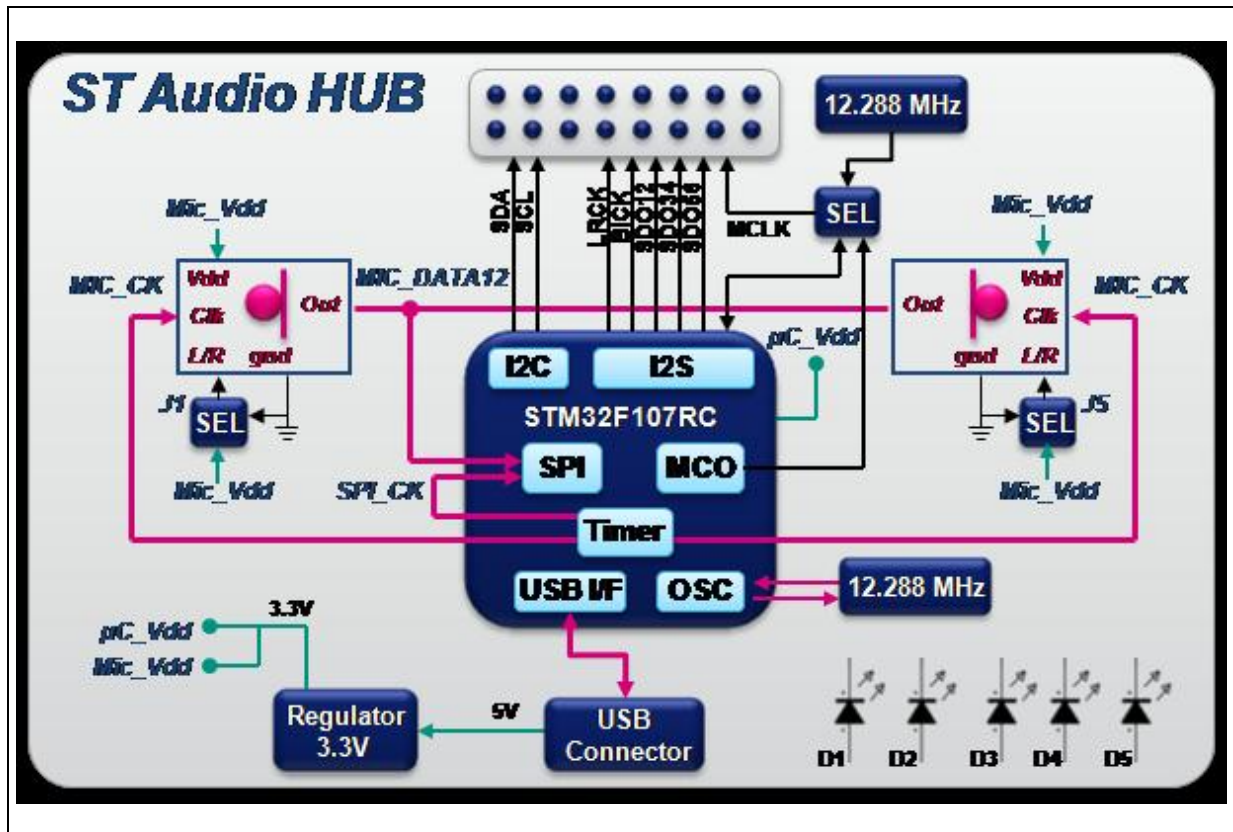 ST Audio HUB
12.288 MHz
SDA
SCL
LRCK
BICK
SDO12
SDO34
SDO56
MCLK
SEL
Mic_Vdd
MIC_CK
Vdd
Clk
L/R
gnd
Out
MIC_DATA12
J1
SEL
Mic_Vdd
Mic_Vdd
MIC_CK
Out
Vdd
Clk
gnd
L/R
J5
SEL
Mic_Vdd
µC_Vdd
I2C
I2S
STM32F107RC
SPI
MCO
SPI_CK
Timer
USB I/F
OSC
12.288 MHz
3.3V
µC_Vdd
Mic_Vdd
Regulator
3.3V
5V
USB
Connector
D1
D2
D3
D4
D5